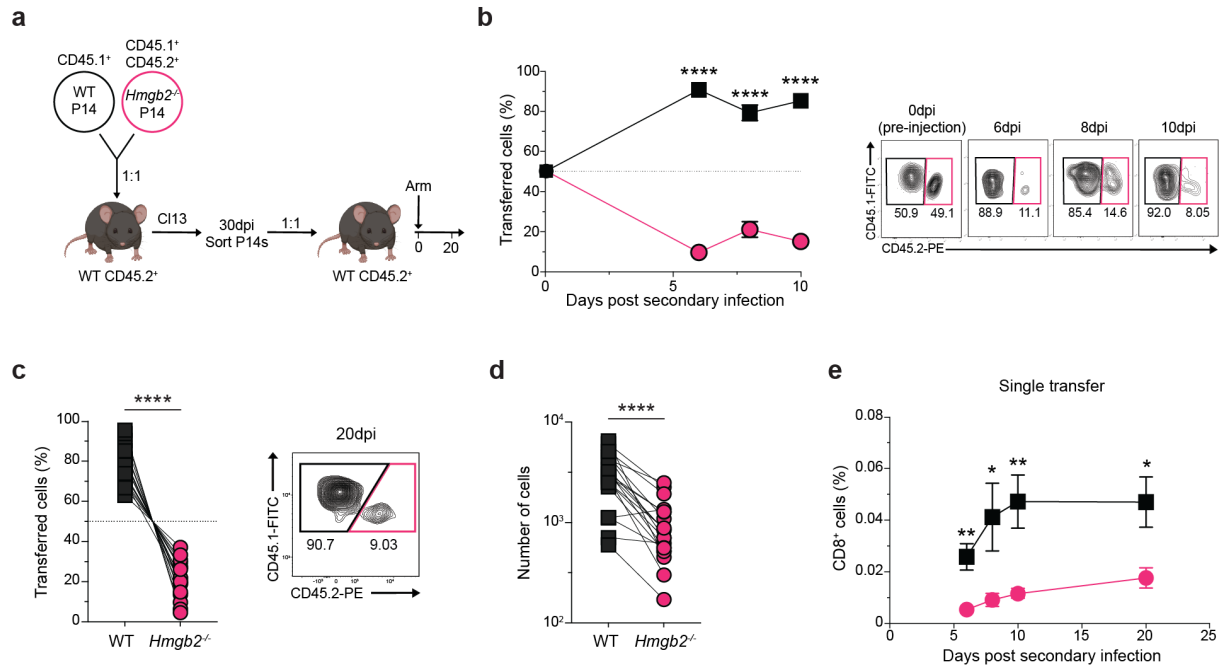 a
CD45.1⁺
CD45.1⁺
CD45.2⁺
WT
P14
Hmgb2⁻/⁻
P14
1:1
Cl13
30dpi
Sort P14s
1:1
Arm
0
20
WT CD45.2⁺
WT CD45.2⁺
b
Transferred cells (%)
100
80
60
40
20
0
****
****
****
0
5
10
Days post secondary infection
0dpi
(pre-injection)
6dpi
8dpi
10dpi
CD45.1-FITC
50.9 49.1
88.9 11.1
85.4 14.6
92.0 8.05
CD45.2-PE
c
Transferred cells (%)
100
80
60
40
20
0
****
WT
Hmgb2⁻/⁻
20dpi
CD45.1-FITC
90.7 9.03
CD45.2-PE
d
Number of cells
10⁴
10³
10²
****
WT
Hmgb2⁻/⁻
e
Single transfer
CD8⁺ cells (%)
0.08
0.06
0.04
0.02
0
**
*
**
*
0
5
10
15
20
25
Days post secondary infection